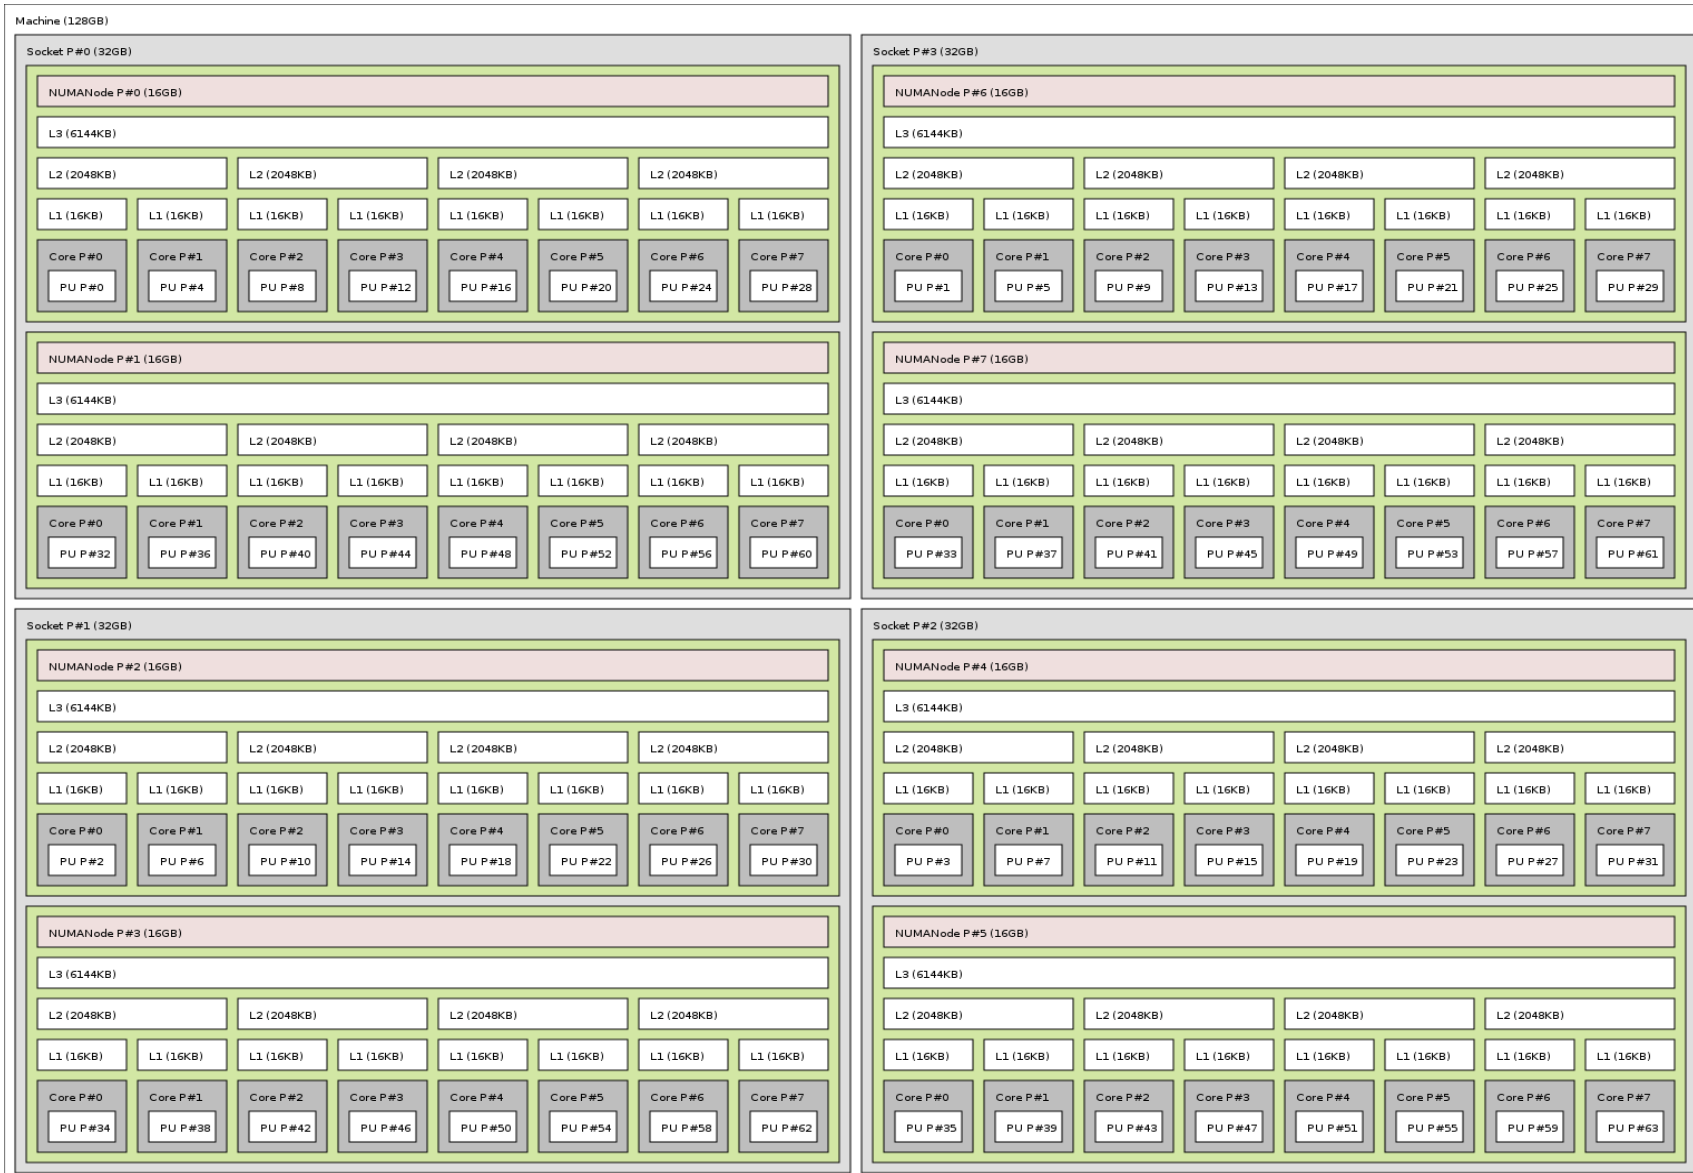 Machine (128GB)
Socket P#0 (32GB)
NUMANode P#0 (16GB)
L3 (6144KB)
L2 (2048KB) L2 (2048KB) L2 (2048KB) L2 (2048KB)
L1 (16KB) L1 (16KB) L1 (16KB) L1 (16KB) L1 (16KB) L1 (16KB) L1 (16KB) L1 (16KB)
Core P#0 Core P#1 Core P#2 Core P#3 Core P#4 Core P#5 Core P#6 Core P#7
PU P#0 PU P#4 PU P#8 PU P#12 PU P#16 PU P#20 PU P#24 PU P#28
NUMANode P#1 (16GB)
L3 (6144KB)
L2 (2048KB) L2 (2048KB) L2 (2048KB) L2 (2048KB)
L1 (16KB) L1 (16KB) L1 (16KB) L1 (16KB) L1 (16KB) L1 (16KB) L1 (16KB) L1 (16KB)
Core P#0 Core P#1 Core P#2 Core P#3 Core P#4 Core P#5 Core P#6 Core P#7
PU P#32 PU P#36 PU P#40 PU P#44 PU P#48 PU P#52 PU P#56 PU P#60
Socket P#3 (32GB)
NUMANode P#6 (16GB)
L3 (6144KB)
L2 (2048KB) L2 (2048KB) L2 (2048KB) L2 (2048KB)
L1 (16KB) L1 (16KB) L1 (16KB) L1 (16KB) L1 (16KB) L1 (16KB) L1 (16KB) L1 (16KB)
Core P#0 Core P#1 Core P#2 Core P#3 Core P#4 Core P#5 Core P#6 Core P#7
PU P#1 PU P#5 PU P#9 PU P#13 PU P#17 PU P#21 PU P#25 PU P#29
NUMANode P#7 (16GB)
L3 (6144KB)
L2 (2048KB) L2 (2048KB) L2 (2048KB) L2 (2048KB)
L1 (16KB) L1 (16KB) L1 (16KB) L1 (16KB) L1 (16KB) L1 (16KB) L1 (16KB) L1 (16KB)
Core P#0 Core P#1 Core P#2 Core P#3 Core P#4 Core P#5 Core P#6 Core P#7
PU P#33 PU P#37 PU P#41 PU P#45 PU P#49 PU P#53 PU P#57 PU P#61
Socket P#1 (32GB)
NUMANode P#2 (16GB)
L3 (6144KB)
L2 (2048KB) L2 (2048KB) L2 (2048KB) L2 (2048KB)
L1 (16KB) L1 (16KB) L1 (16KB) L1 (16KB) L1 (16KB) L1 (16KB) L1 (16KB) L1 (16KB)
Core P#0 Core P#1 Core P#2 Core P#3 Core P#4 Core P#5 Core P#6 Core P#7
PU P#2 PU P#6 PU P#10 PU P#14 PU P#18 PU P#22 PU P#26 PU P#30
NUMANode P#3 (16GB)
L3 (6144KB)
L2 (2048KB) L2 (2048KB) L2 (2048KB) L2 (2048KB)
L1 (16KB) L1 (16KB) L1 (16KB) L1 (16KB) L1 (16KB) L1 (16KB) L1 (16KB) L1 (16KB)
Core P#0 Core P#1 Core P#2 Core P#3 Core P#4 Core P#5 Core P#6 Core P#7
PU P#34 PU P#38 PU P#42 PU P#46 PU P#50 PU P#54 PU P#58 PU P#62
Socket P#2 (32GB)
NUMANode P#4 (16GB)
L3 (6144KB)
L2 (2048KB) L2 (2048KB) L2 (2048KB) L2 (2048KB)
L1 (16KB) L1 (16KB) L1 (16KB) L1 (16KB) L1 (16KB) L1 (16KB) L1 (16KB) L1 (16KB)
Core P#0 Core P#1 Core P#2 Core P#3 Core P#4 Core P#5 Core P#6 Core P#7
PU P#3 PU P#7 PU P#11 PU P#15 PU P#19 PU P#23 PU P#27 PU P#31
NUMANode P#5 (16GB)
L3 (6144KB)
L2 (2048KB) L2 (2048KB) L2 (2048KB) L2 (2048KB)
L1 (16KB) L1 (16KB) L1 (16KB) L1 (16KB) L1 (16KB) L1 (16KB) L1 (16KB) L1 (16KB)
Core P#0 Core P#1 Core P#2 Core P#3 Core P#4 Core P#5 Core P#6 Core P#7
PU P#35 PU P#39 PU P#43 PU P#47 PU P#51 PU P#55 PU P#59 PU P#63